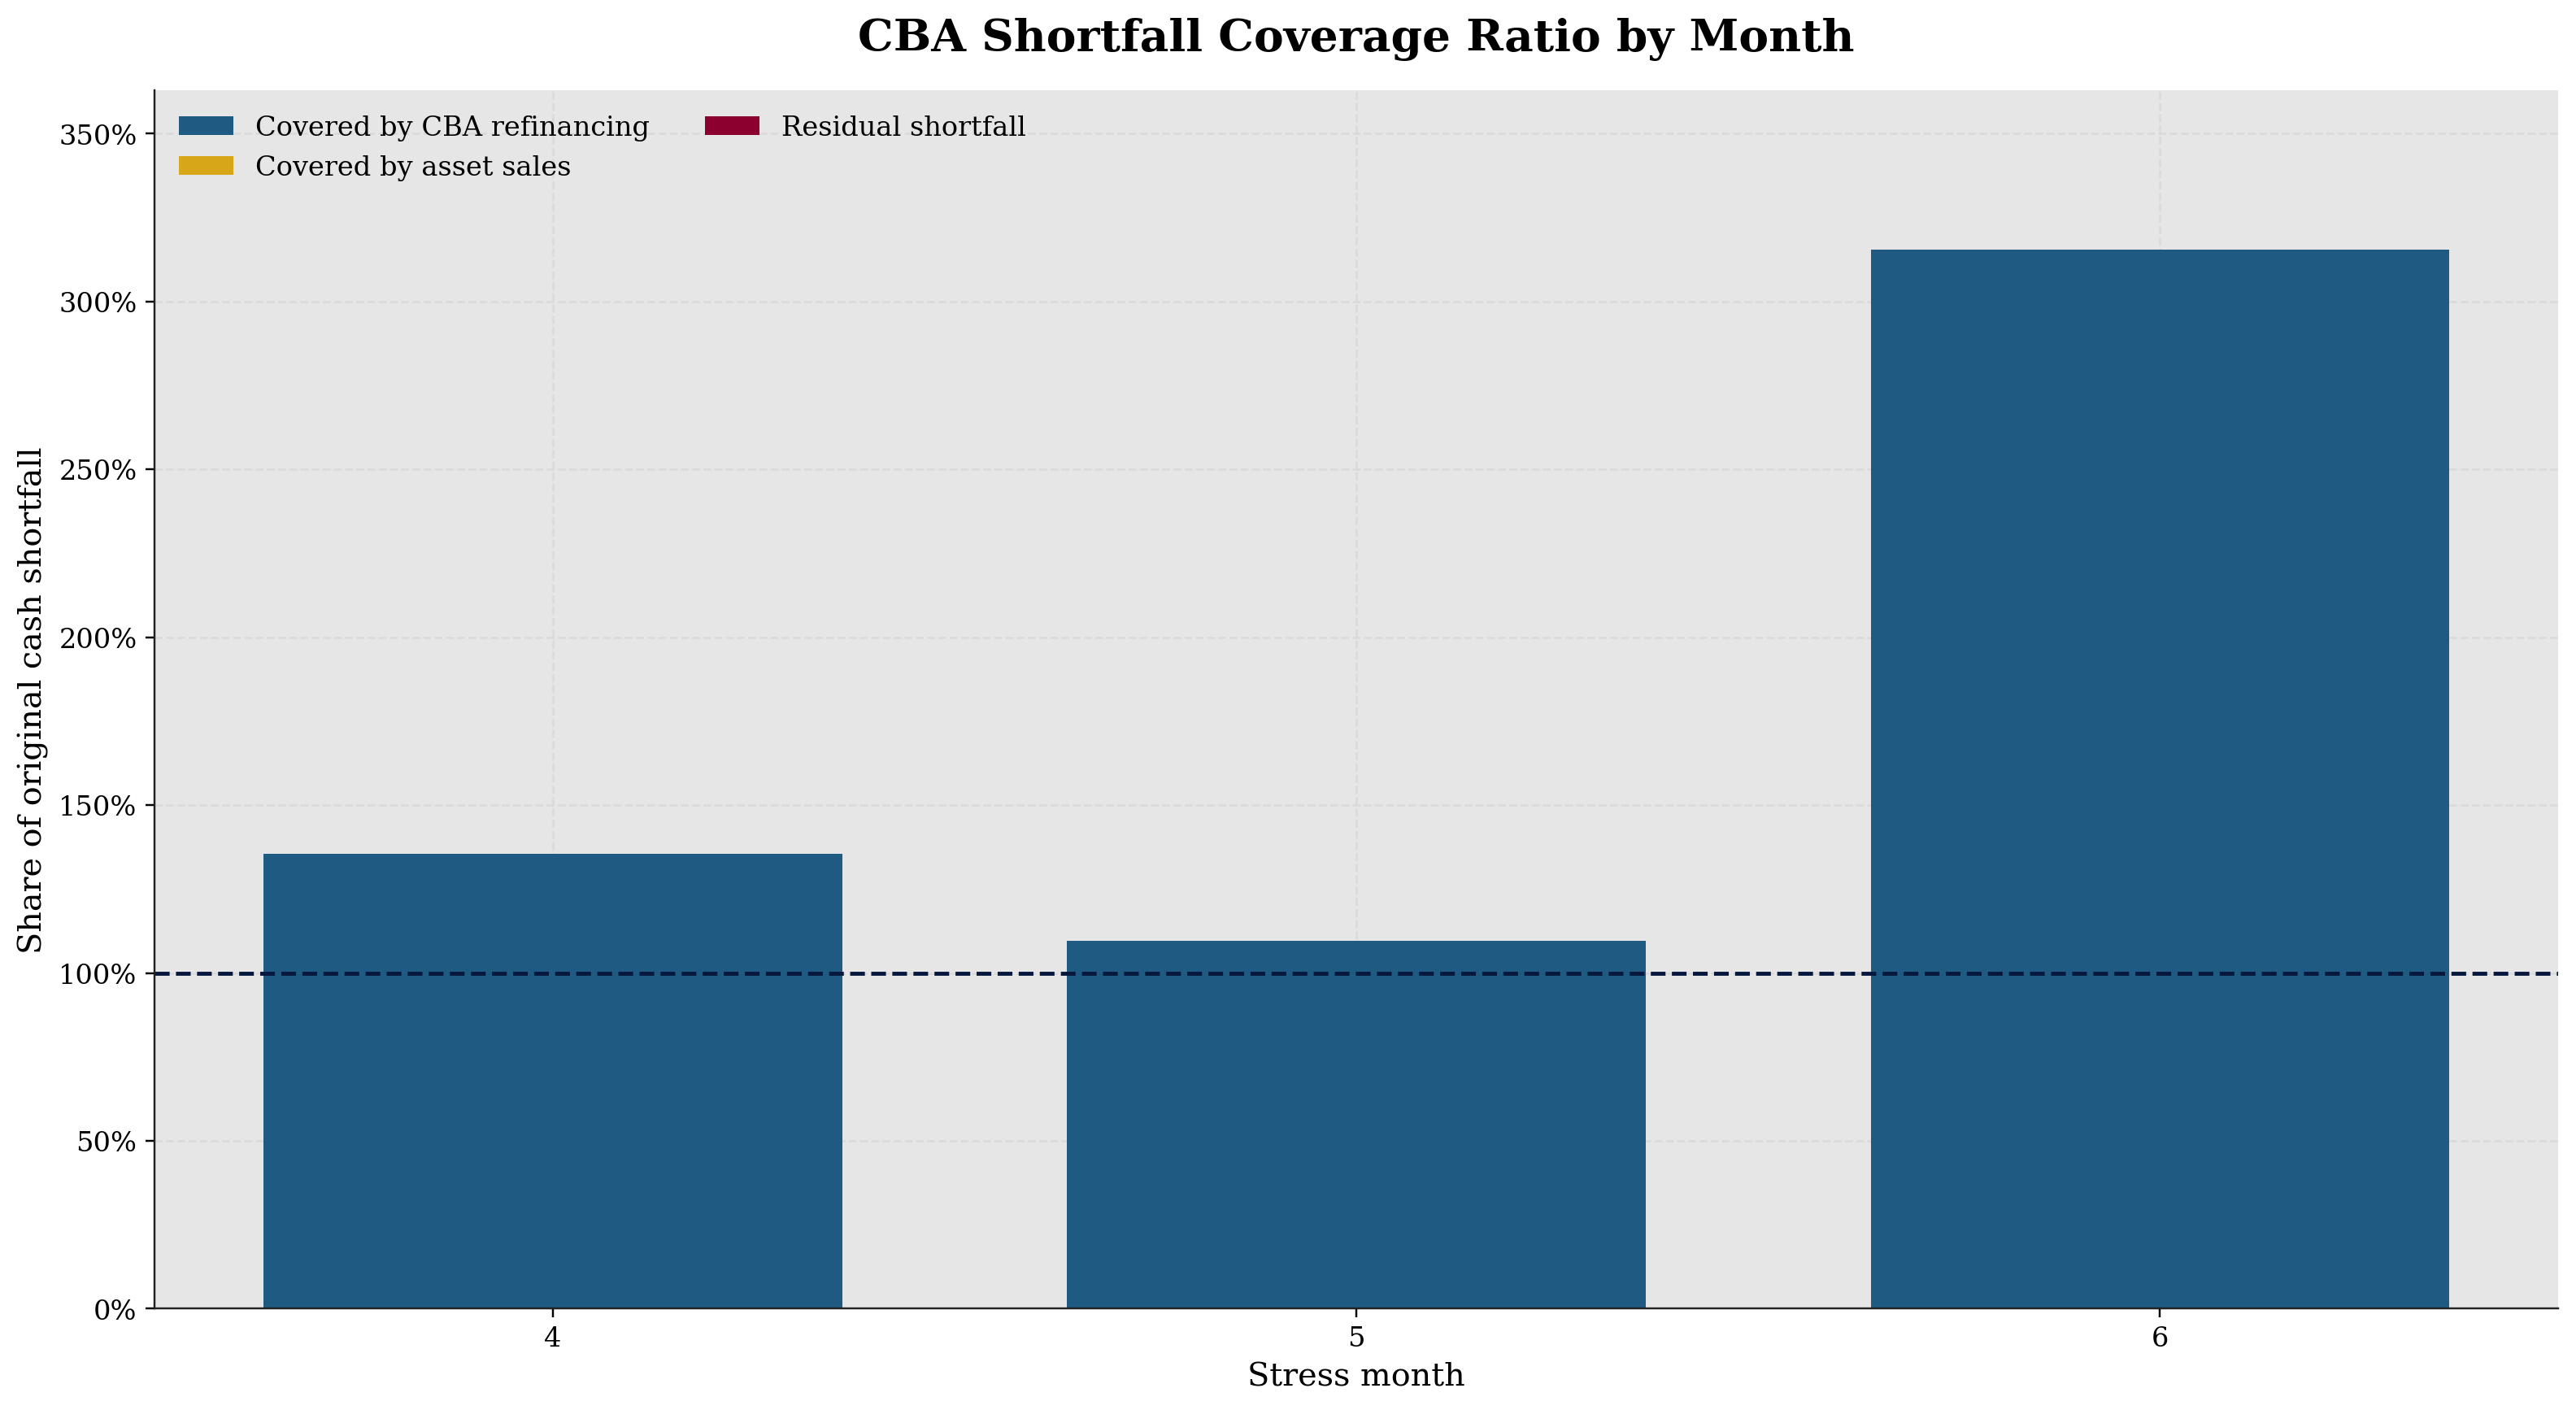 CBA Shortfall Coverage Ratio by Month
Covered by CBA refinancing
Covered by asset sales
Residual shortfall
Share of original cash shortfall
350%
300%
250%
200%
150%
100%
50%
0%
4 5 6
Stress month